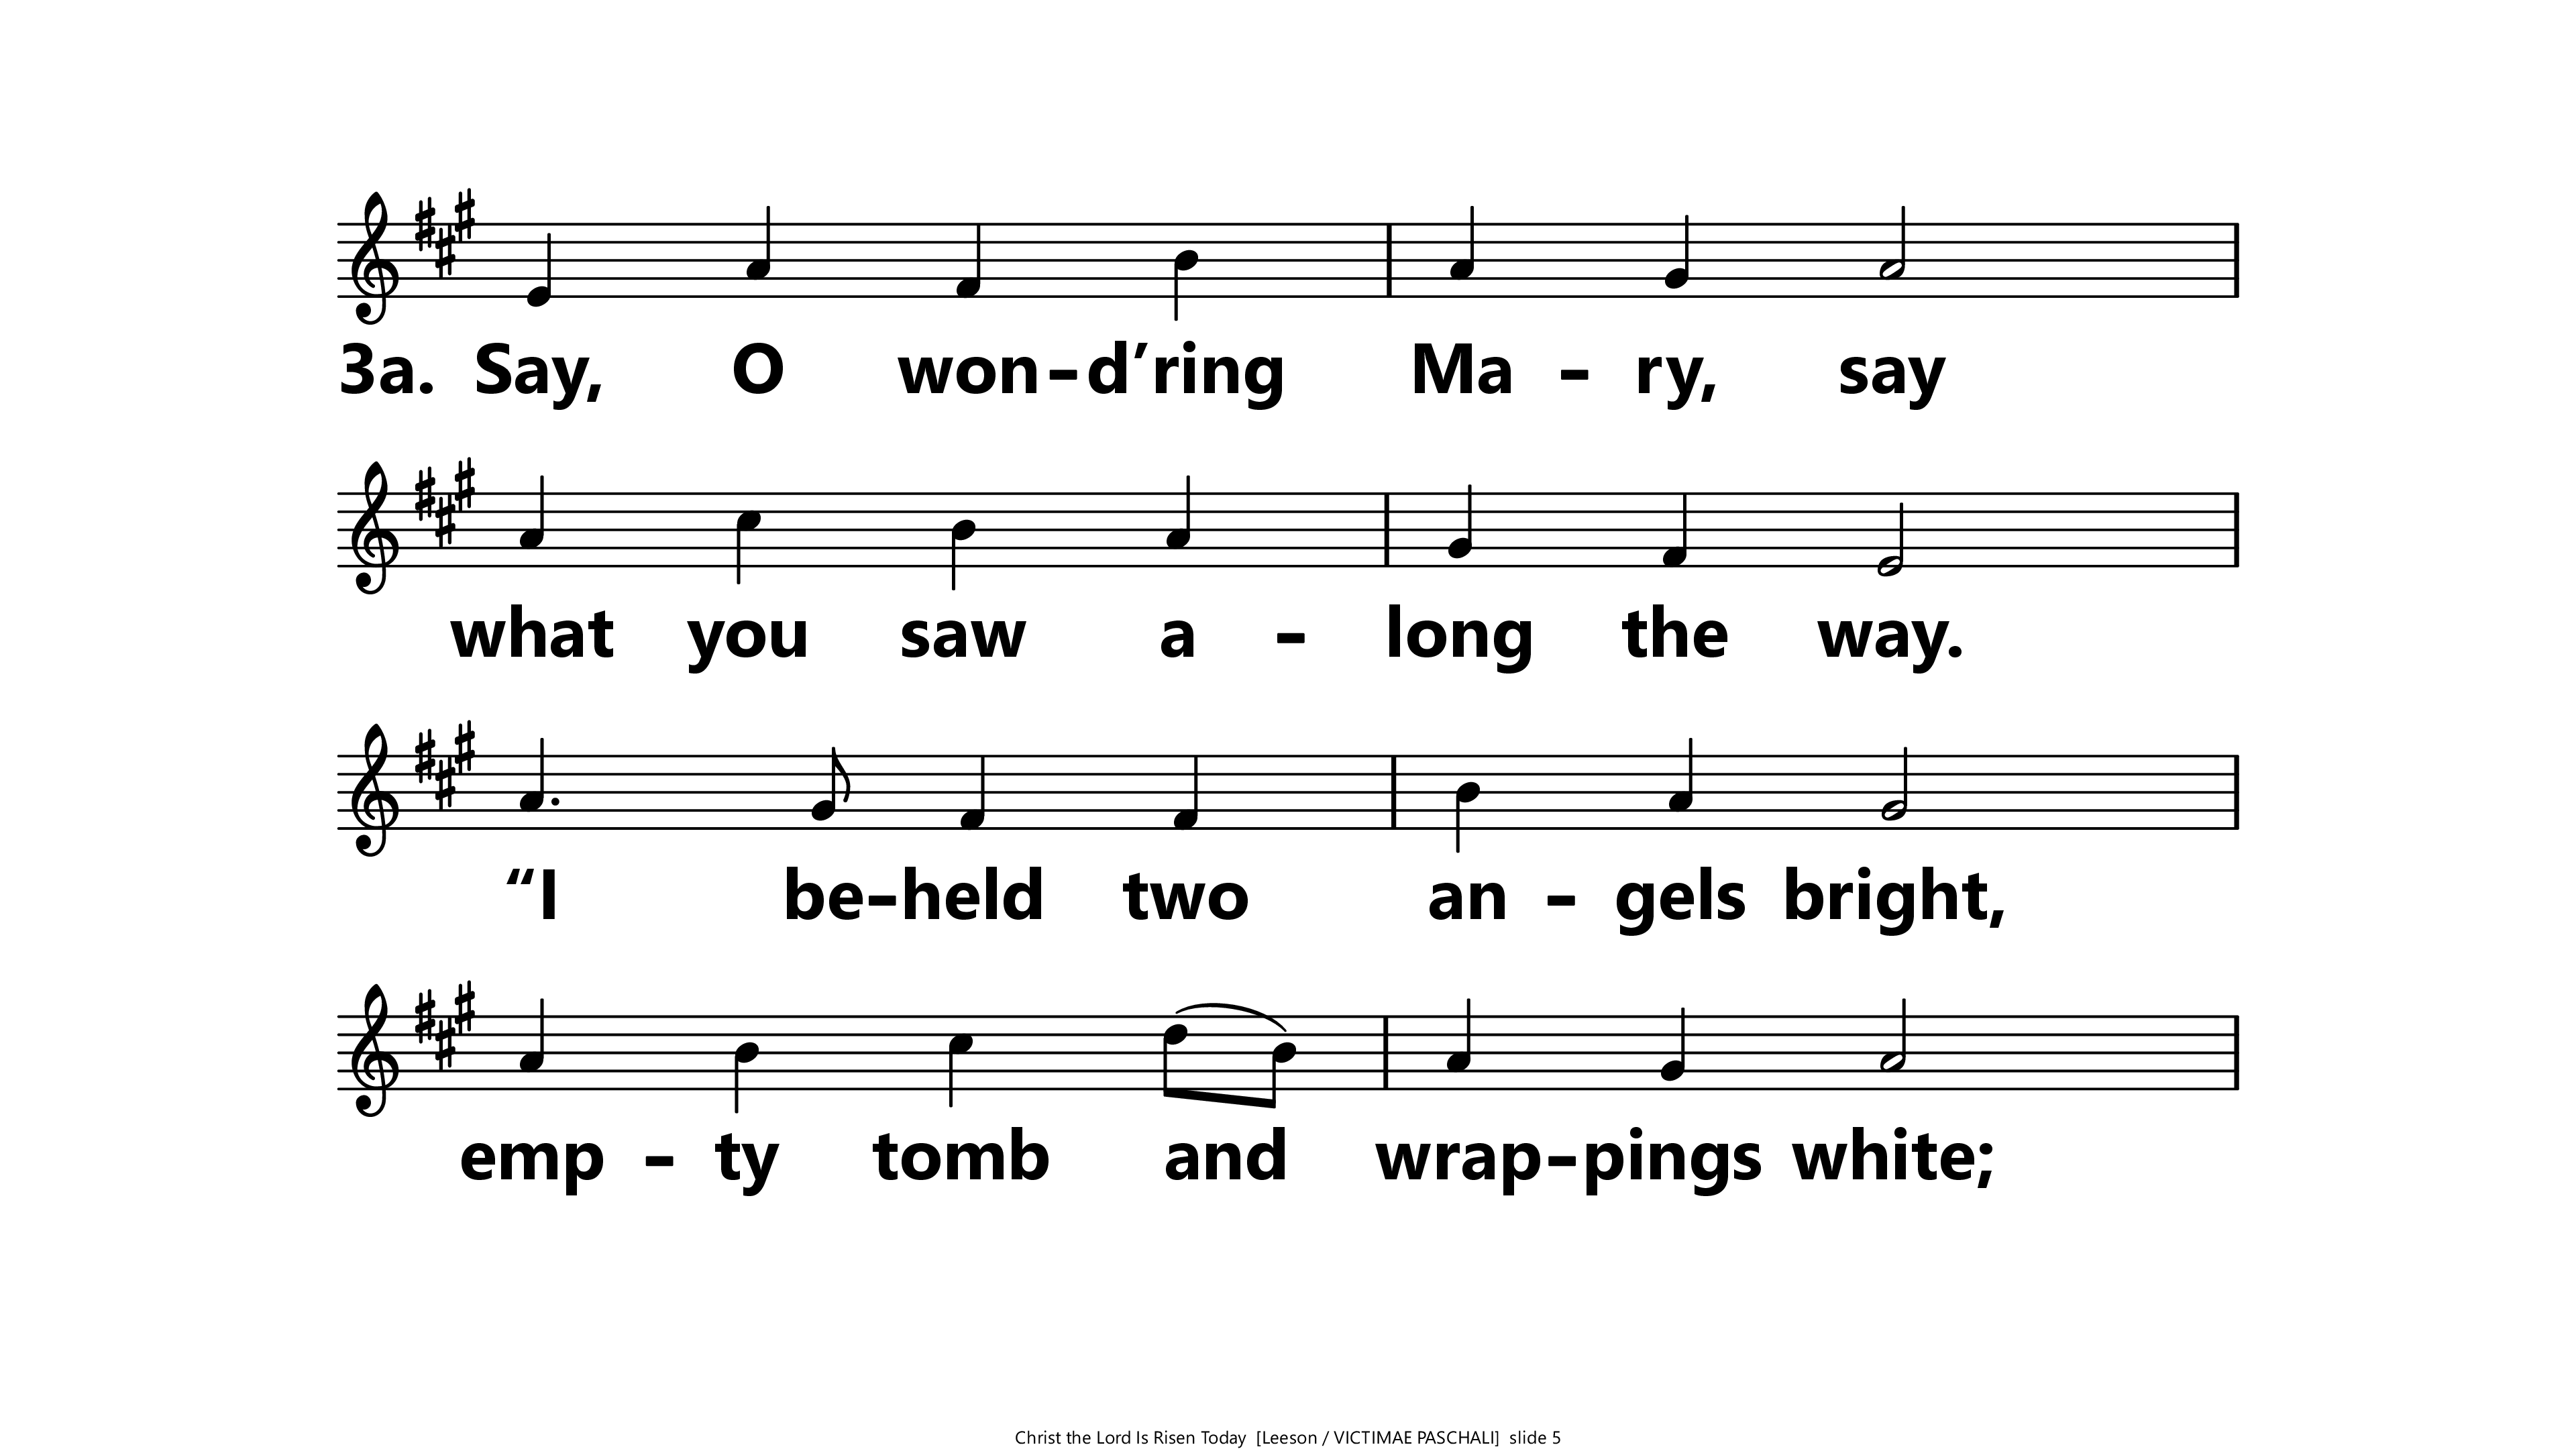 3a. Say, O won-d’ring Ma - ry, say
what you saw a - long the way.
“I be-held two an - gels bright,
emp - ty tomb and wrap-pings white;
Christ the Lord Is Risen Today [Leeson / VICTIMAE PASCHALI] slide 5